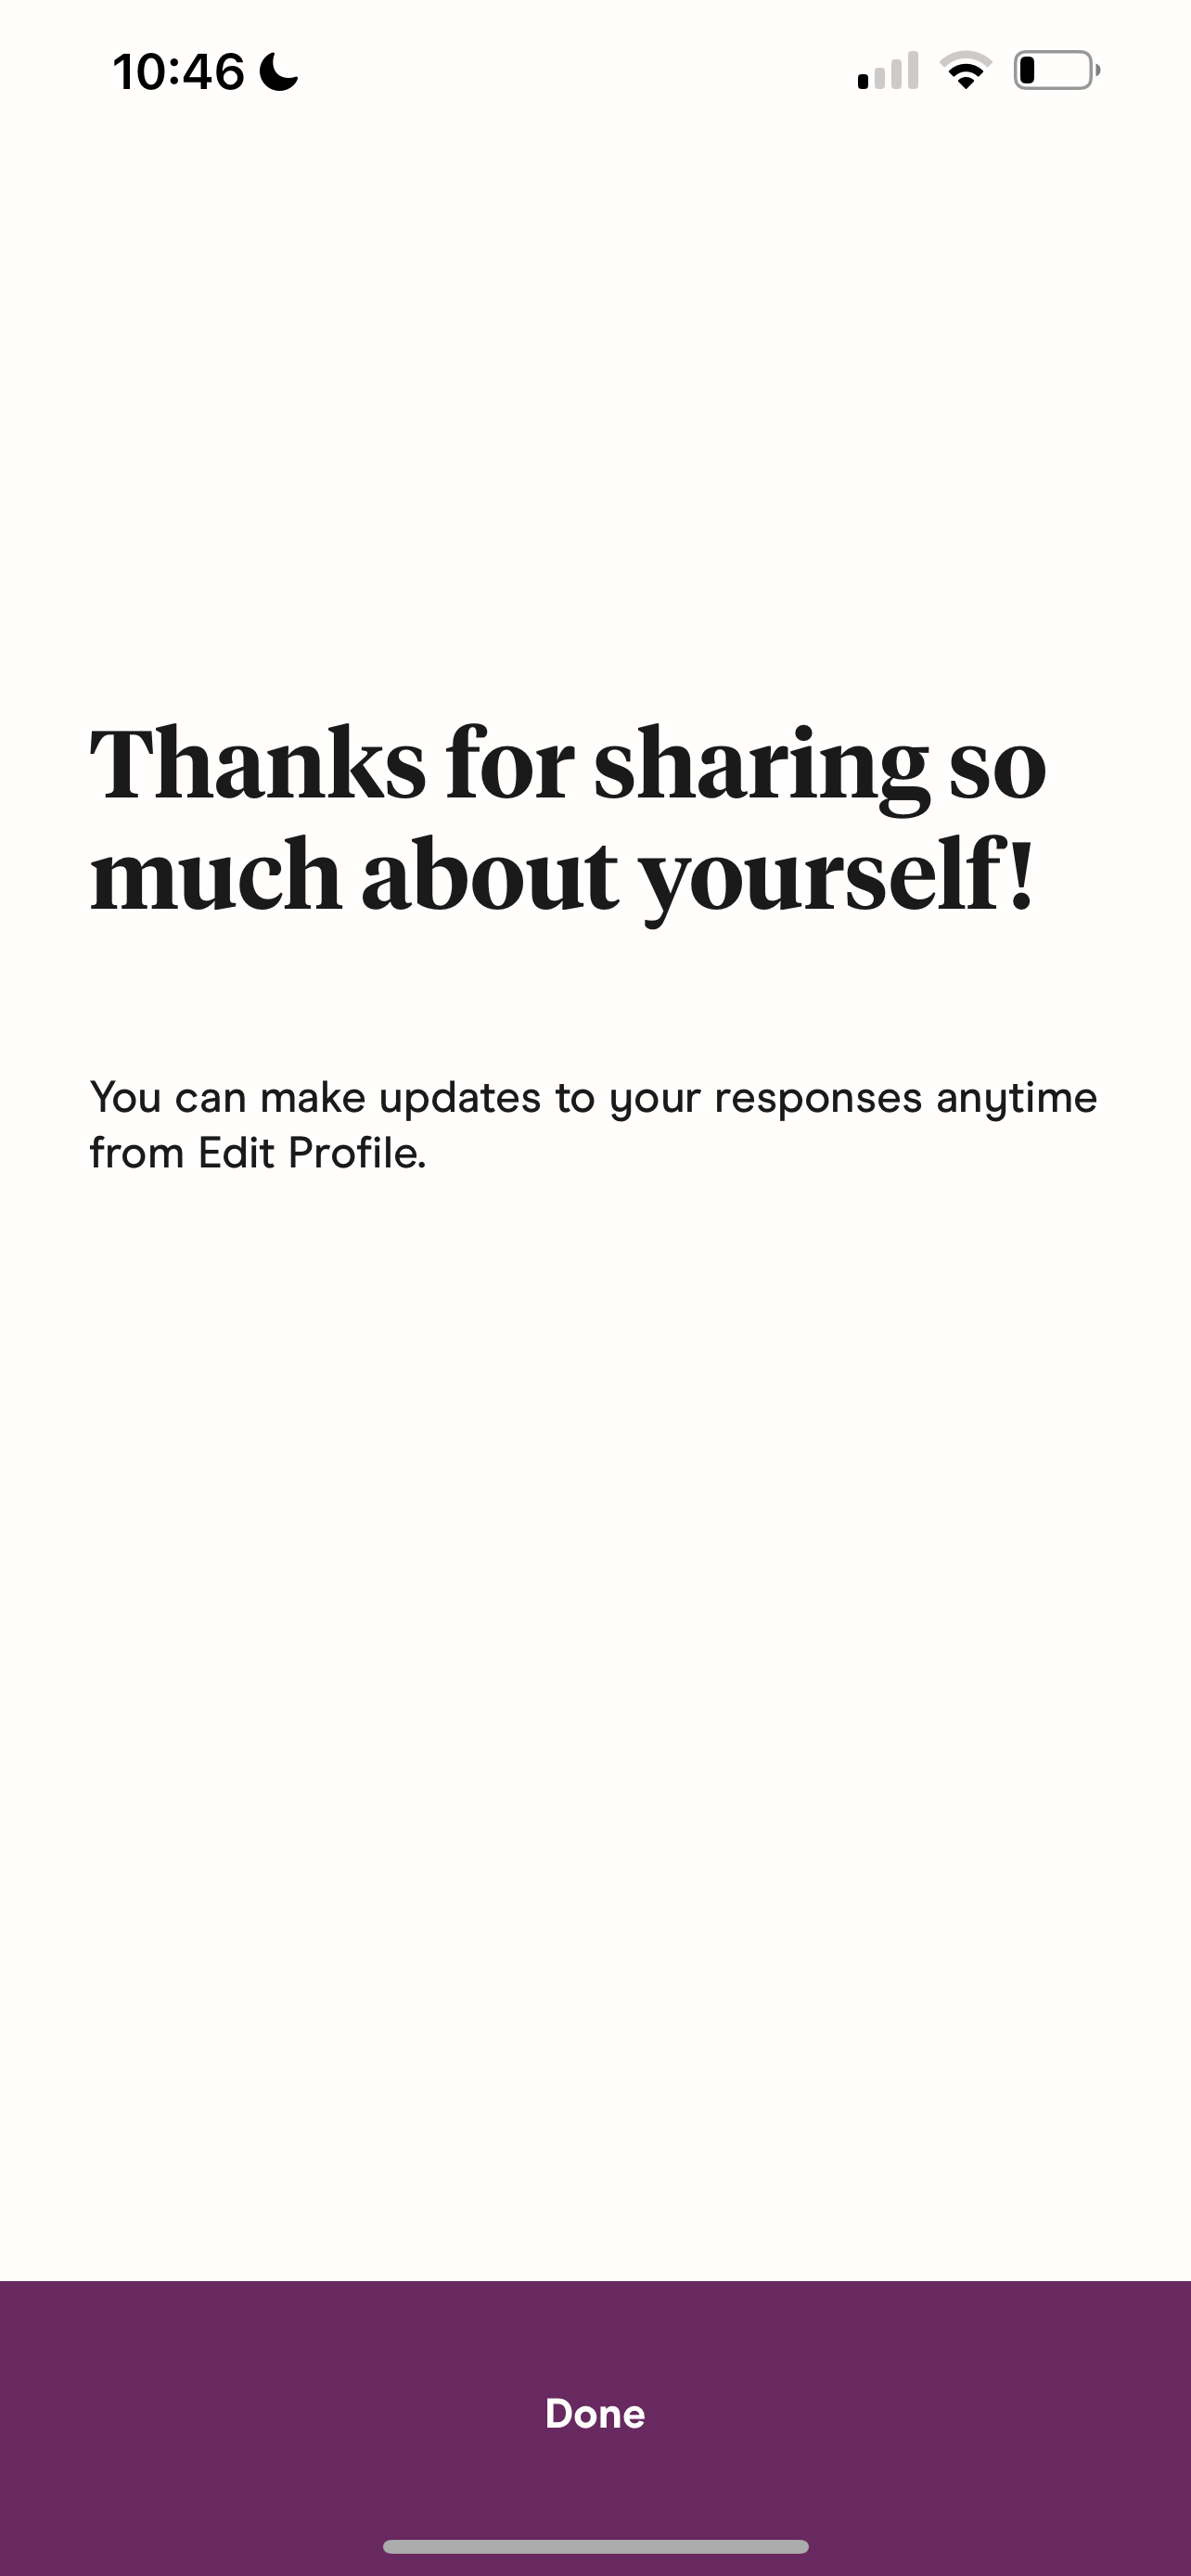 10:46
Thanks for sharing so
much about yourself!
You can make updates to your responses anytime
from Edit Profile.
Done